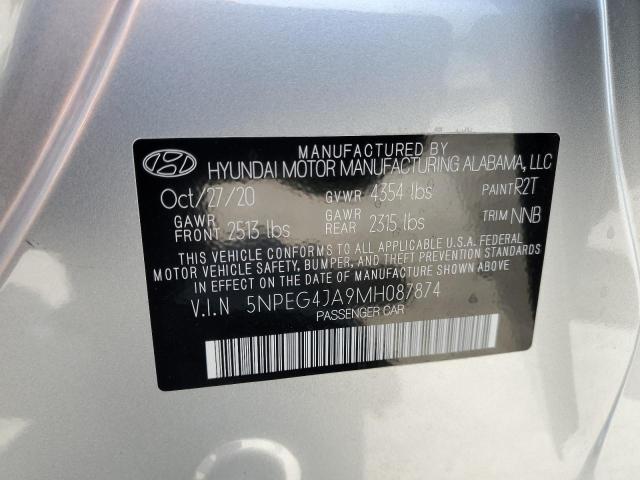 MANUFACTURED BY
HYUNDAI MOTOR MANUFACTURING ALABAMA, LLC
Oct/27/20 GVWR 4354 lbs PAINT R2T
GAWR FRONT 2513 lbs GAWR REAR 2315 lbs TRIM NNB
THIS VEHICLE CONFORMS TO ALL APPLICABLE U.S.A. FEDERAL
MOTOR VEHICLE SAFETY, BUMPER, AND THEFT PREVENTION STANDARDS
IN EFFECT ON THE DATE OF MANUFACTURE SHOWN ABOVE.
V.I.N 5NPEG4JA9MH087874
PASSENGER CAR